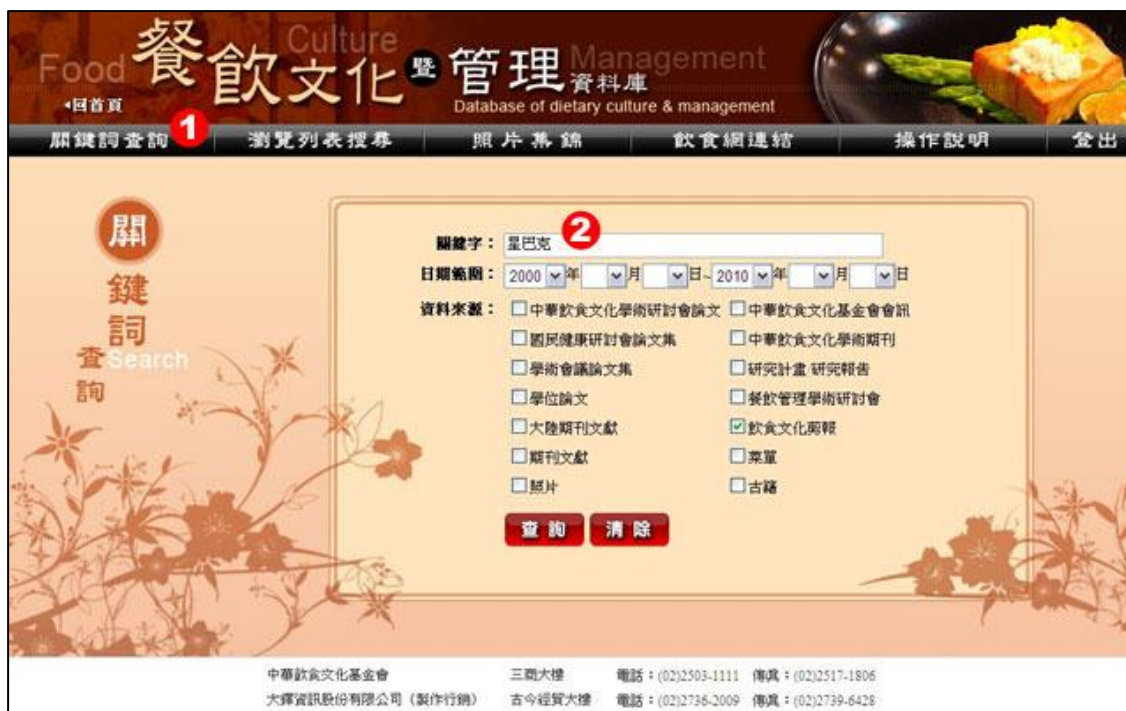 Food 餐飲文化暨管理資料庫
Culture
Management
◂回首頁
Database of dietary culture & management
關鍵詞查詢 1 瀏覽列表搜尋 照片集錦 飲食網連結 操作說明 登出
關鍵詞查詢
Search
關鍵字： 星巴克 2
日期範圍： 2000 年 月 日~ 2010 年 月 日
資料來源： 中華飲食文化學術研討會論文 中華飲食文化基金會會訊
國民健康研討會論文集 中華飲食文化學術期刊
學術會議論文集 研究計畫 研究報告
學位論文 餐飲管理學術研討會
大陸期刊文獻 飲食文化剪報
期刊文獻 菜單
照片 古籍
查詢 清除
中華飲食文化基金會 三商大樓 電話：(02)2503-1111 傳真：(02)2517-1806
大鐸資訊股份有限公司（製作行銷） 古今經貿大樓 電話：(02)2736-2009 傳真：(02)2739-6428